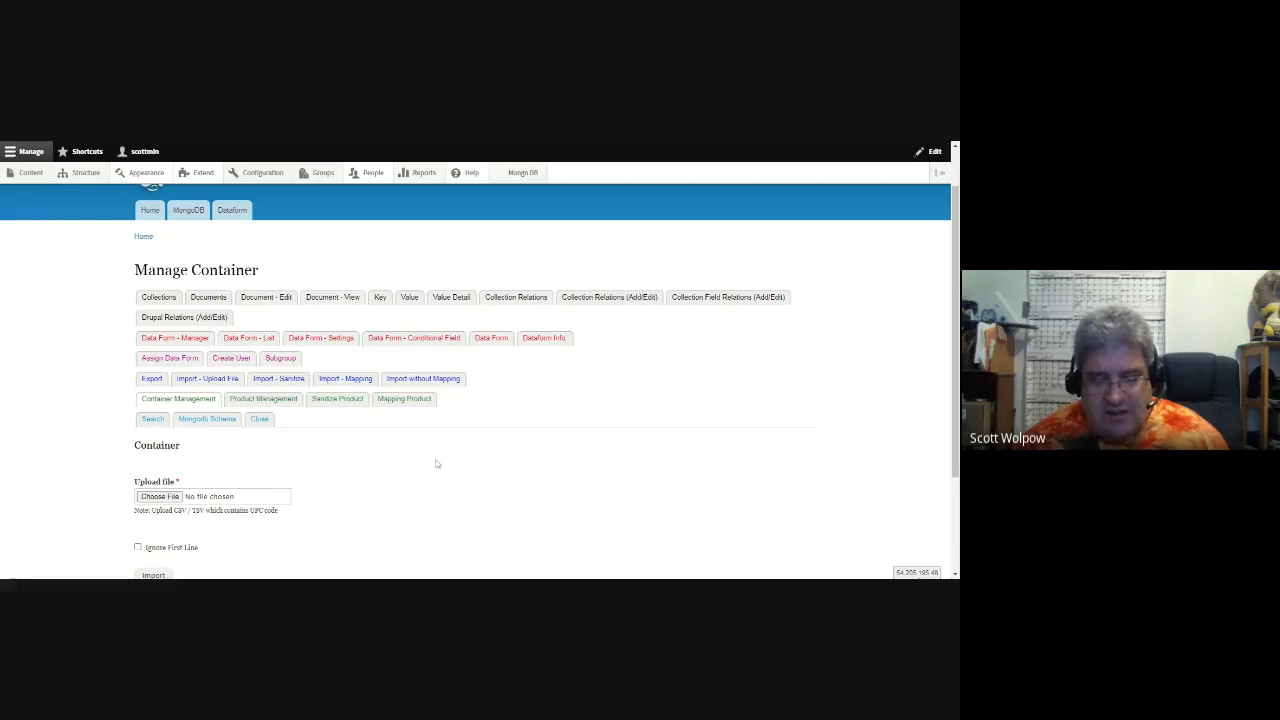 Manage Shortcuts scottmin Edit
Content Structure Appearance Extend Configuration Groups People Reports Help Mongo DB
Home MongoDB Dataform
Home
Manage Container
Collections Documents Document - Edit Document - View Key Value Value Detail Collection Relations Collection Relations (Add/Edit) Collection Field Relations (Add/Edit)
Drupal Relations (Add/Edit)
Data Form - Manager Data Form - List Data Form - Settings Data Form - Conditional Field Data Form Dataform Info
Assign Data Form Create User Subgroup
Export Import - Upload File Import - Sanitize Import - Mapping Import without Mapping
Container Management Product Management Sanitize Product Mapping Product
Search Mongodb Schema Close
Container
Upload file *
Choose File No file chosen
Note: Upload CSV / TSV which contains UPC code
Ignore First Line
Import
54.205.195.48
Scott Wolpow